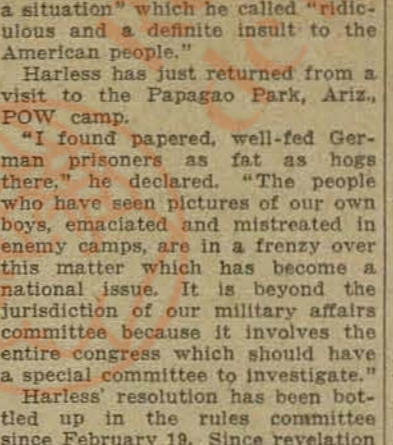 a situation" which he called "ridic-
ulous and a definite insult to the
American people."
Harless has just returned from a
visit to the Papagao Park, Ariz.,
POW camp.
"I found papered, well-fed Ger-
man prisoners as fat as hogs
there," he declared. "The people
who have seen pictures of our own
boys, emaciated and mistreated in
enemy camps, are in a frenzy over
this matter which has become a
national issue. It is beyond the
jurisdiction of our military affairs
committee because it involves the
entire congress which should have
a special committee to investigate."
Harless' resolution has been bot-
tled up in the rules committee
since February 19. Since revelation